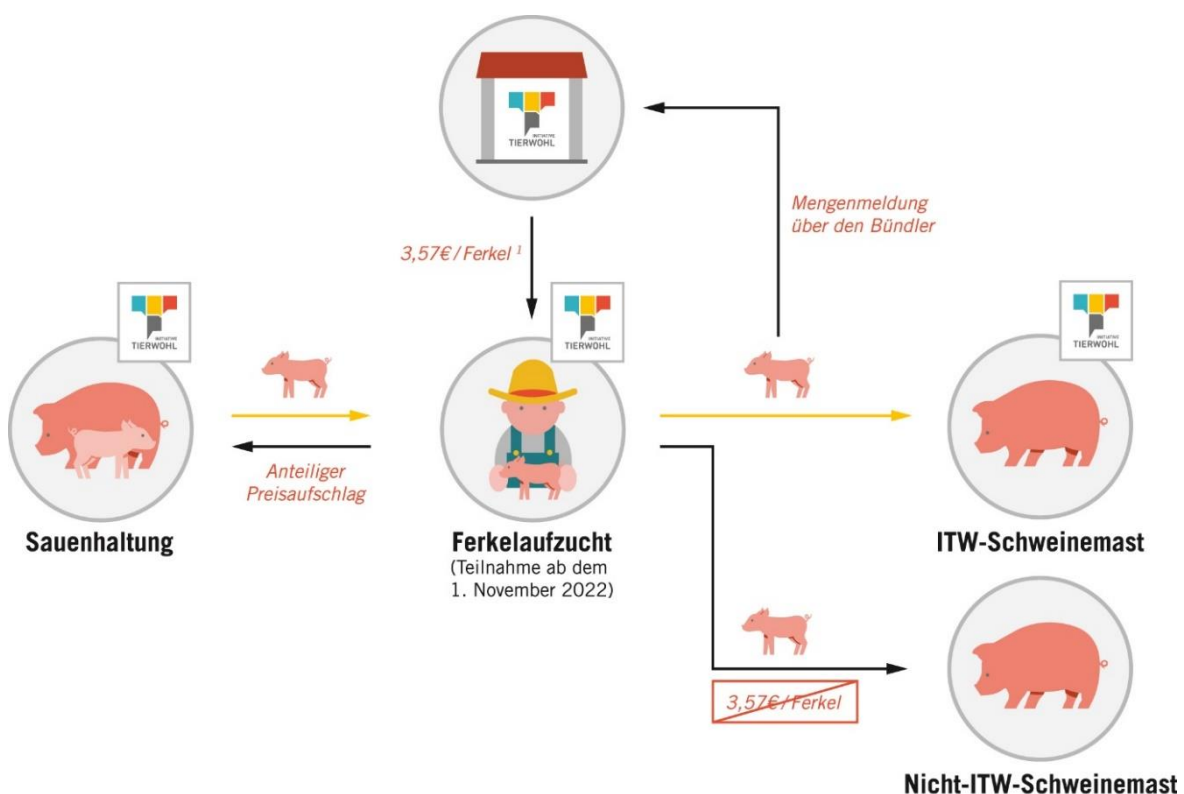 INITIATIVE
TIERWOHL
Mengenmeldung
über den Bündler
3,57€/Ferkel ¹
INITIATIVE
TIERWOHL
INITIATIVE
TIERWOHL
INITIATIVE
TIERWOHL
Anteiliger
Preisaufschlag
Sauenhaltung
Ferkelaufzucht
(Teilnahme ab dem
1. November 2022)
ITW-Schweinemast
3,57€/Ferkel
Nicht-ITW-Schweinemast